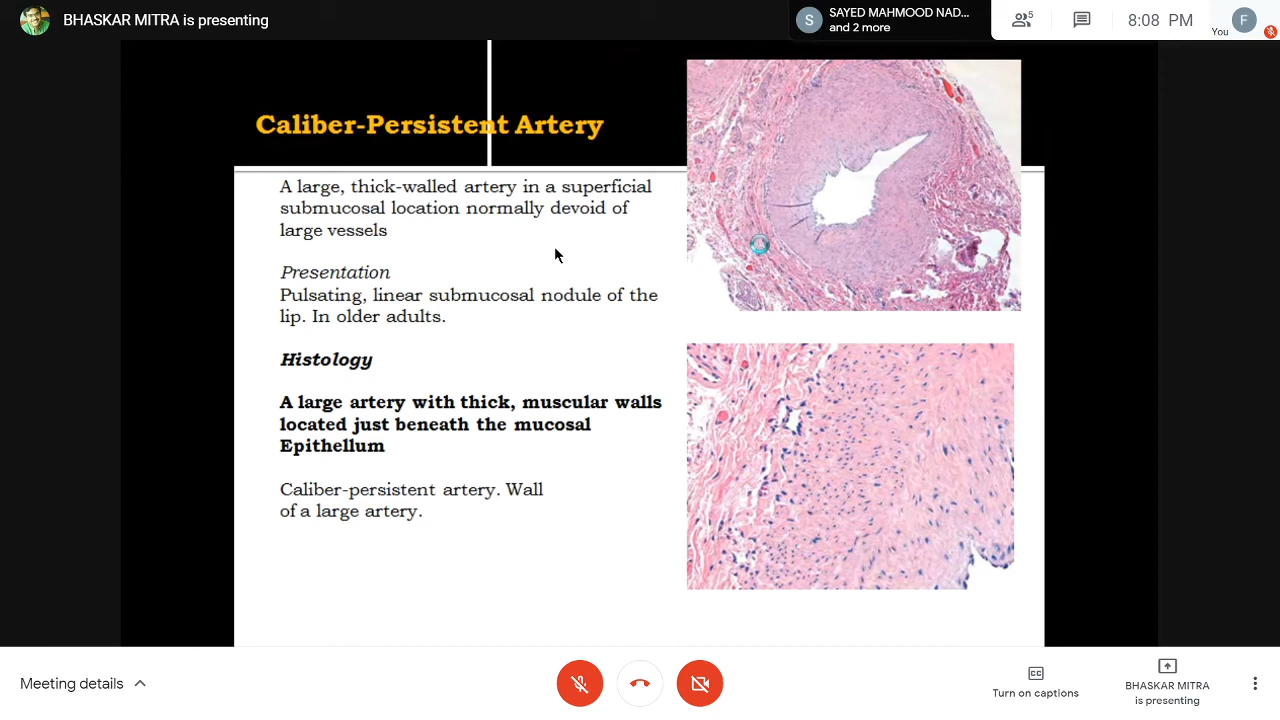 BHASKAR MITRA is presenting
S
SAYED MAHMOOD NAD...
and 2 more
5
8:08 PM
You
F
Caliber-Persistent Artery
A large, thick-walled artery in a superficial
submucosal location normally devoid of
large vessels
Presentation
Pulsating, linear submucosal nodule of the
lip. In older adults.
Histology
A large artery with thick, muscular walls
located just beneath the mucosal
Epithellum
Caliber-persistent artery. Wall
of a large artery.
Meeting details
CC
Turn on captions
BHASKAR MITRA
is presenting